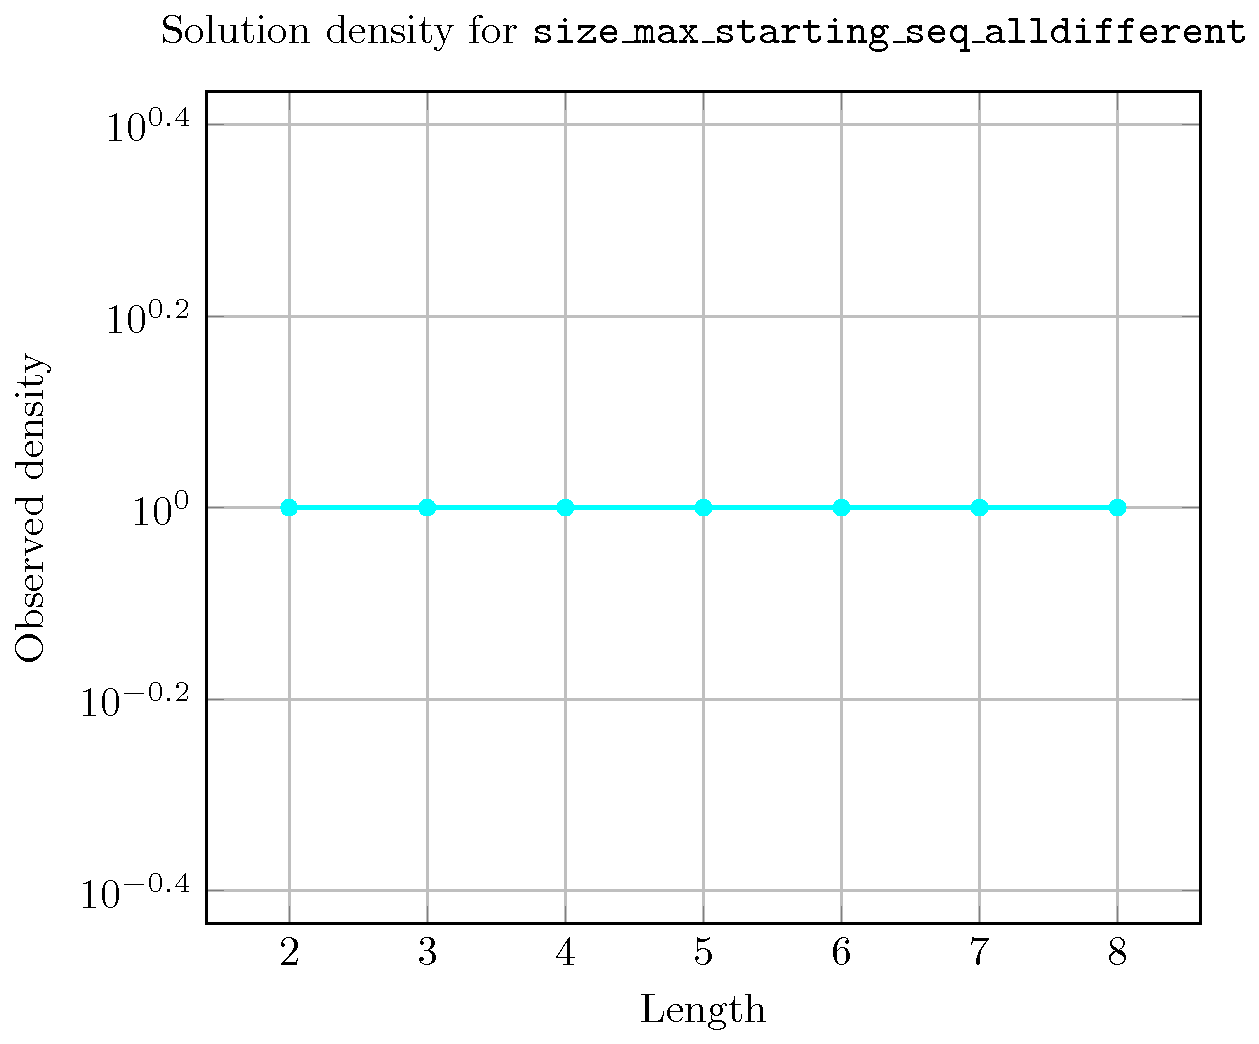 Solution density for size_max_starting_seq_alldifferent
10^0.4
10^0.2
10^0
10^−0.2
10^−0.4
Observed density
2 3 4 5 6 7 8
Length